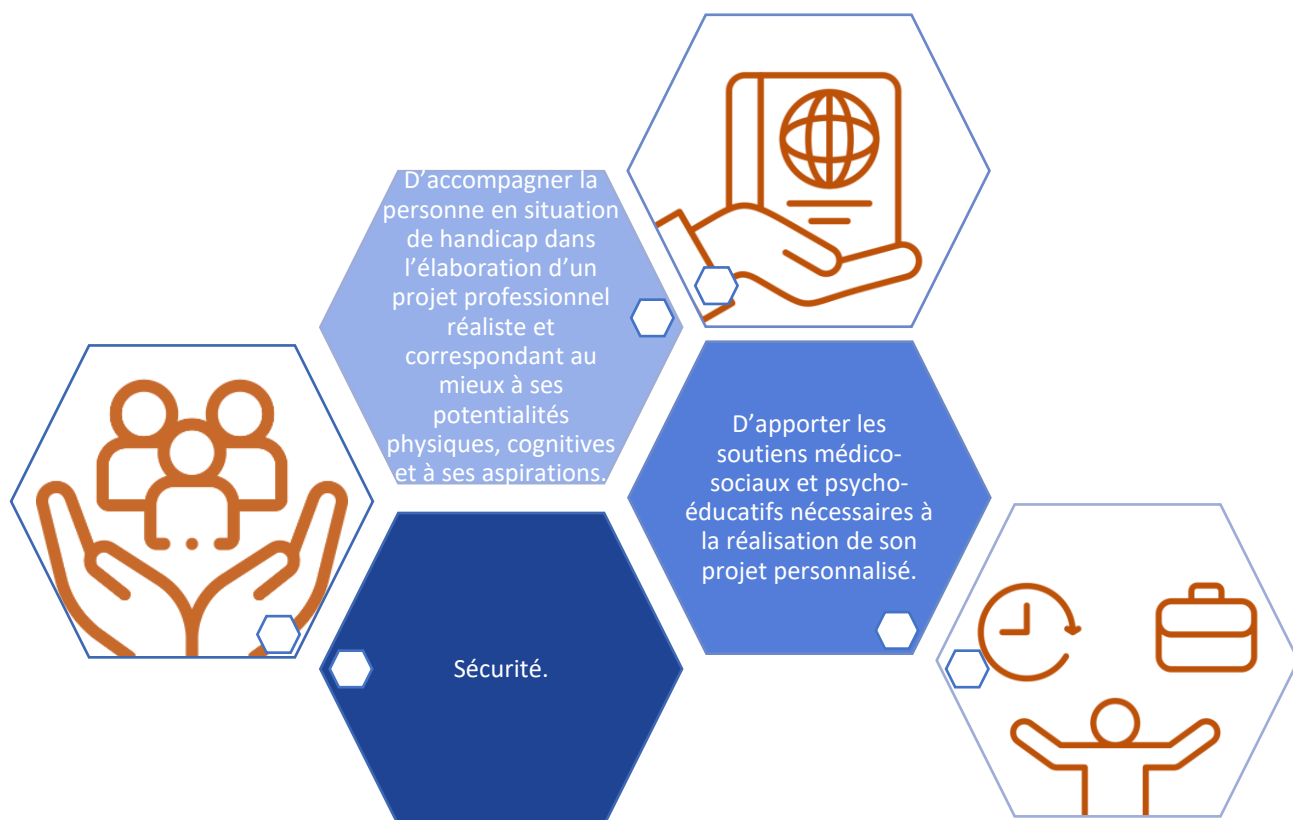 D’accompagner la
personne en situation
de handicap dans
l’élaboration d’un
projet professionnel
réaliste et
correspondant au
mieux à ses
potentialités
physiques, cognitives
et à ses aspirations.
D’apporter les
soutiens médico-
sociaux et psycho-
éducatifs nécessaires à
la réalisation de son
projet personnalisé.
Sécurité.